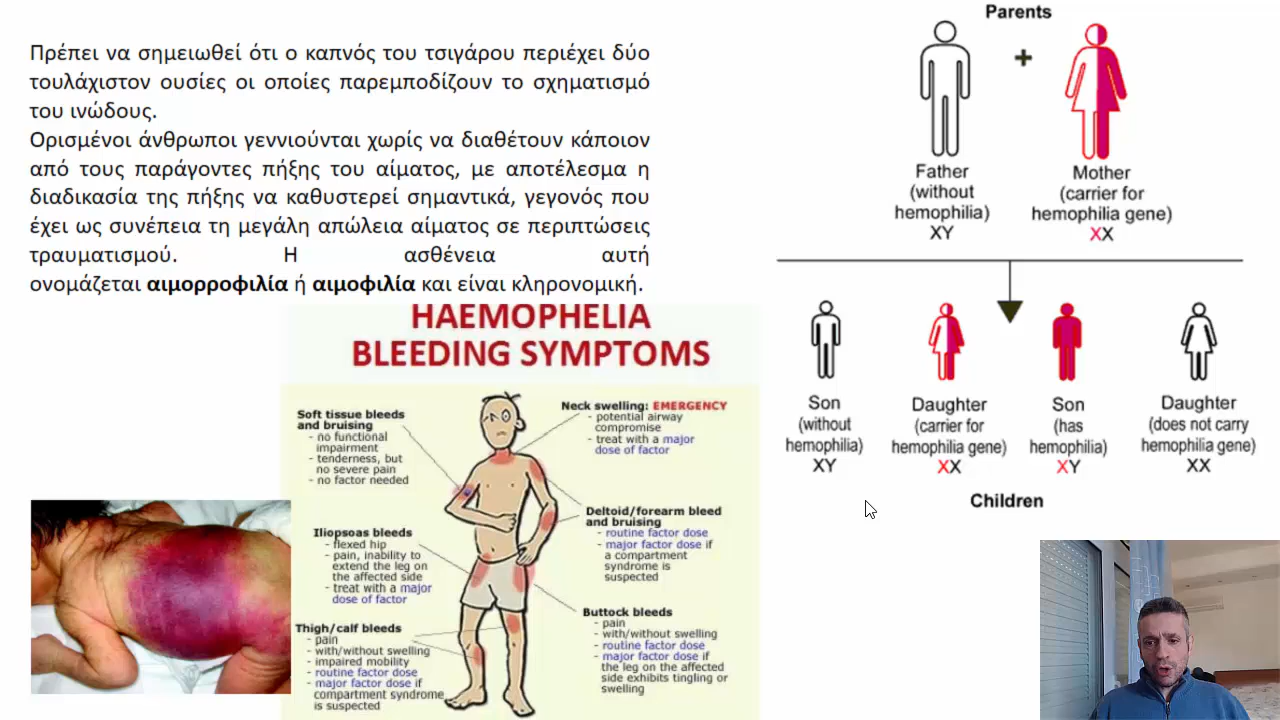 Πρέπει να σημειωθεί ότι ο καπνός του τσιγάρου περιέχει δύο
τουλάχιστον ουσίες οι οποίες παρεμποδίζουν το σχηματισμό
του ινώδους.
Ορισμένοι άνθρωποι γεννιούνται χωρίς να διαθέτουν κάποιον
από τους παράγοντες πήξης του αίματος, με αποτέλεσμα η
διαδικασία της πήξης να καθυστερεί σημαντικά, γεγονός που
έχει ως συνέπεια τη μεγάλη απώλεια αίματος σε περιπτώσεις
τραυματισμού. Η ασθένεια αυτή
ονομάζεται αιμορροφιλία ή αιμοφιλία και είναι κληρονομική.
HAEMOPHELIA
BLEEDING SYMPTOMS
Soft tissue bleeds
and bruising
- no functional
impairment
- tenderness, but
no severe pain
- no factor needed
Iliopsoas bleeds
- flexed hip
- pain, inability to
extend the leg on
the affected side
- treat with a major
dose of factor
Thigh/calf bleeds
- pain
- with/without swelling
- impaired mobility
- routine factor dose
- major factor dose if
compartment syndrome
is suspected
Neck swelling: EMERGENCY
- potential airway
compromise
- treat with a major
dose of factor
Deltoid/forearm bleed
and bruising
- routine factor dose
- major factor dose if
a compartment
syndrome is
suspected
Buttock bleeds
- pain
- with/without swelling
- routine factor dose
- major factor dose if
the leg on the affected
side exhibits tingling or
swelling
Parents
+
Father
(without
hemophilia)
XY
Mother
(carrier for
hemophilia gene)
XX
Son
(without
hemophilia)
XY
Daughter
(carrier for
hemophilia gene)
XX
Son
(has
hemophilia)
XY
Daughter
(does not carry
hemophilia gene)
XX
Children